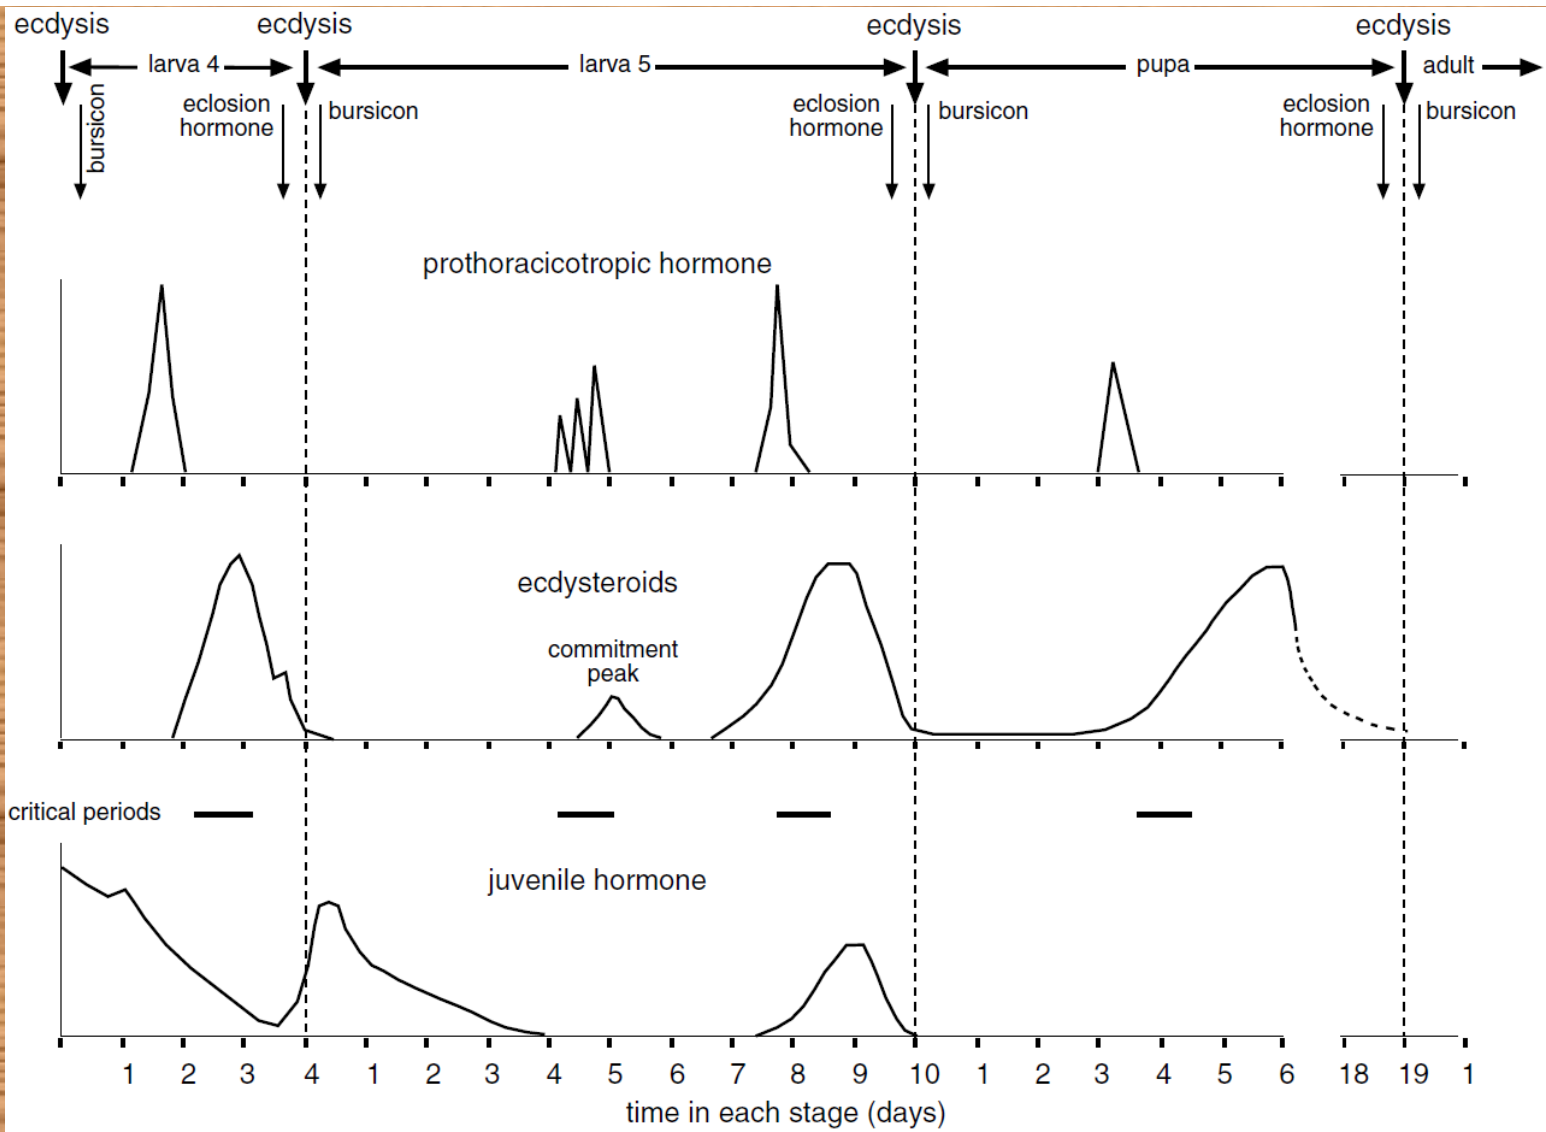 ecdysis ecdysis ecdysis ecdysis
larva 4 larva 5 pupa adult
bursicon
eclosion
hormone
bursicon
eclosion
hormone
bursicon
eclosion
hormone
bursicon
prothoracicotropic hormone
ecdysteroids
commitment
peak
critical periods
juvenile hormone
1 2 3 4 1 2 3 4 5 6 7 8 9 10 1 2 3 4 5 6 18 19 1
time in each stage (days)